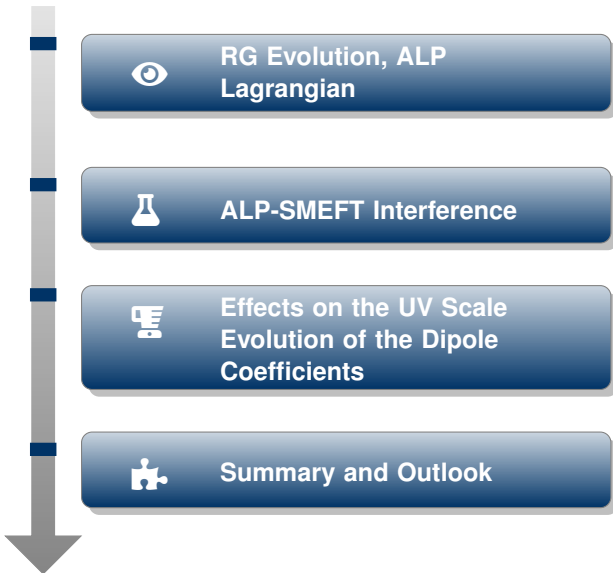 RG Evolution, ALP
Lagrangian
ALP-SMEFT Interference
Effects on the UV Scale
Evolution of the Dipole
Coefficients
Summary and Outlook